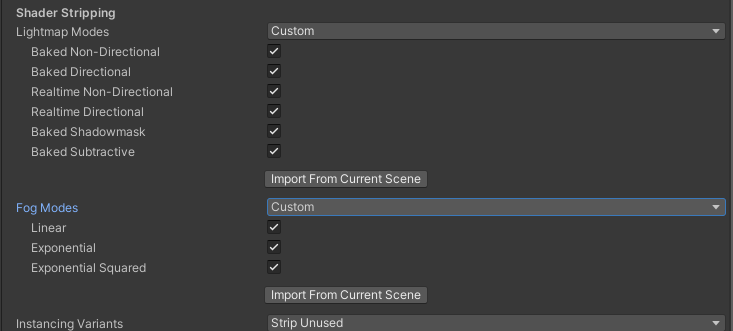 Shader Stripping
Lightmap Modes Custom
Baked Non-Directional
Baked Directional
Realtime Non-Directional
Realtime Directional
Baked Shadowmask
Baked Subtractive
Import From Current Scene
Fog Modes Custom
Linear
Exponential
Exponential Squared
Import From Current Scene
Instancing Variants Strip Unused